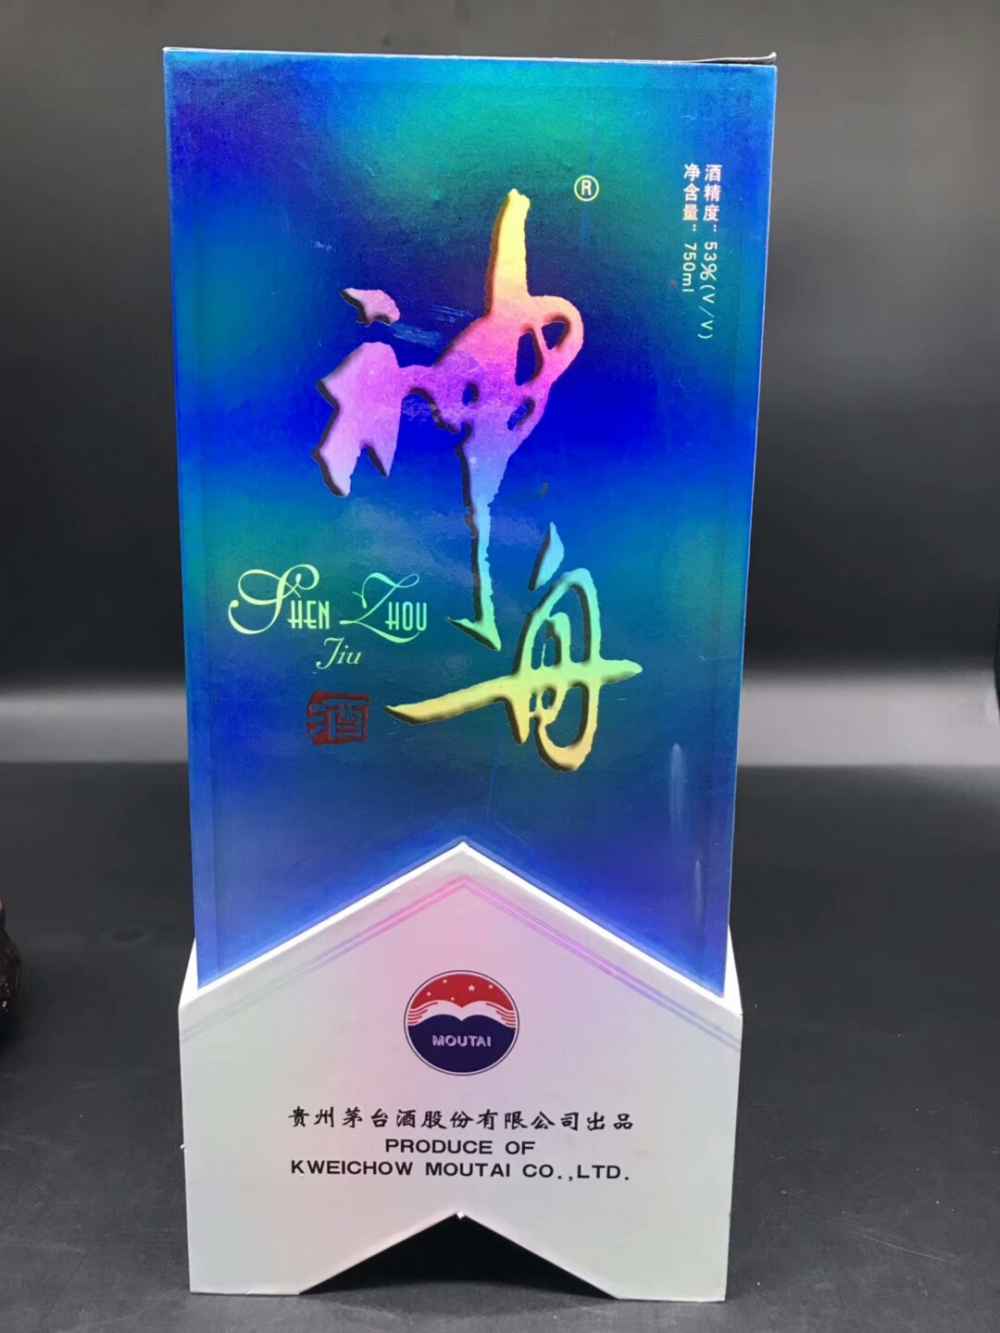 ®
酒精度：53%(V/V)
净含量：750ml
神舟
SHEN ZHOU
Jiu
酒
MOUTAI
贵州茅台酒股份有限公司出品
PRODUCE OF
KWEICHOW MOUTAI CO.,LTD.